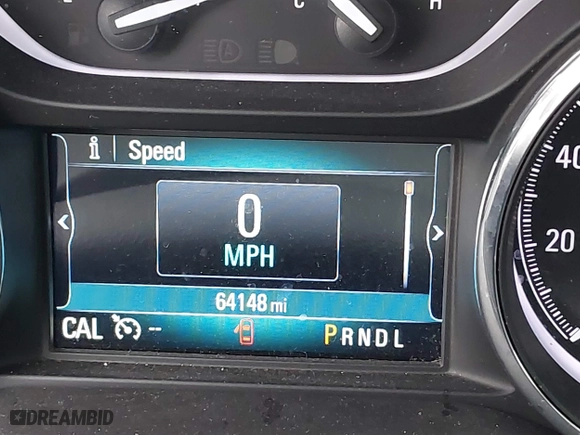 C H
i Speed
0
MPH
64148 mi
CAL -- PRNDL
40
20
DREAMBID